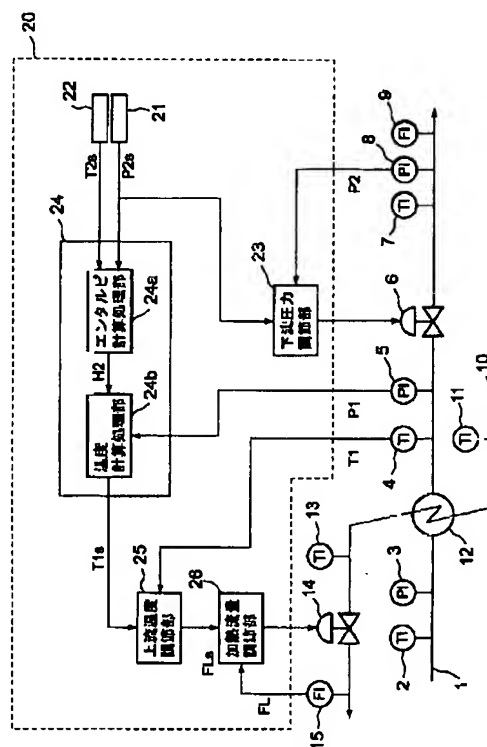 20
22
21
T2s
P2s
24
エンタルピ
計算処理部
24a
H2
24b
温度
計算処理部
T1s
25
上流温度
調節部
26
加熱流量
調節部
FLs
FL
23
下流圧力
調節部
P2
P1
T1
FI
9
PI
8
TI
7
6
PI
5
TI
4
TI
11
10
12
TI
13
14
FI
15
PI
3
TI
2
1